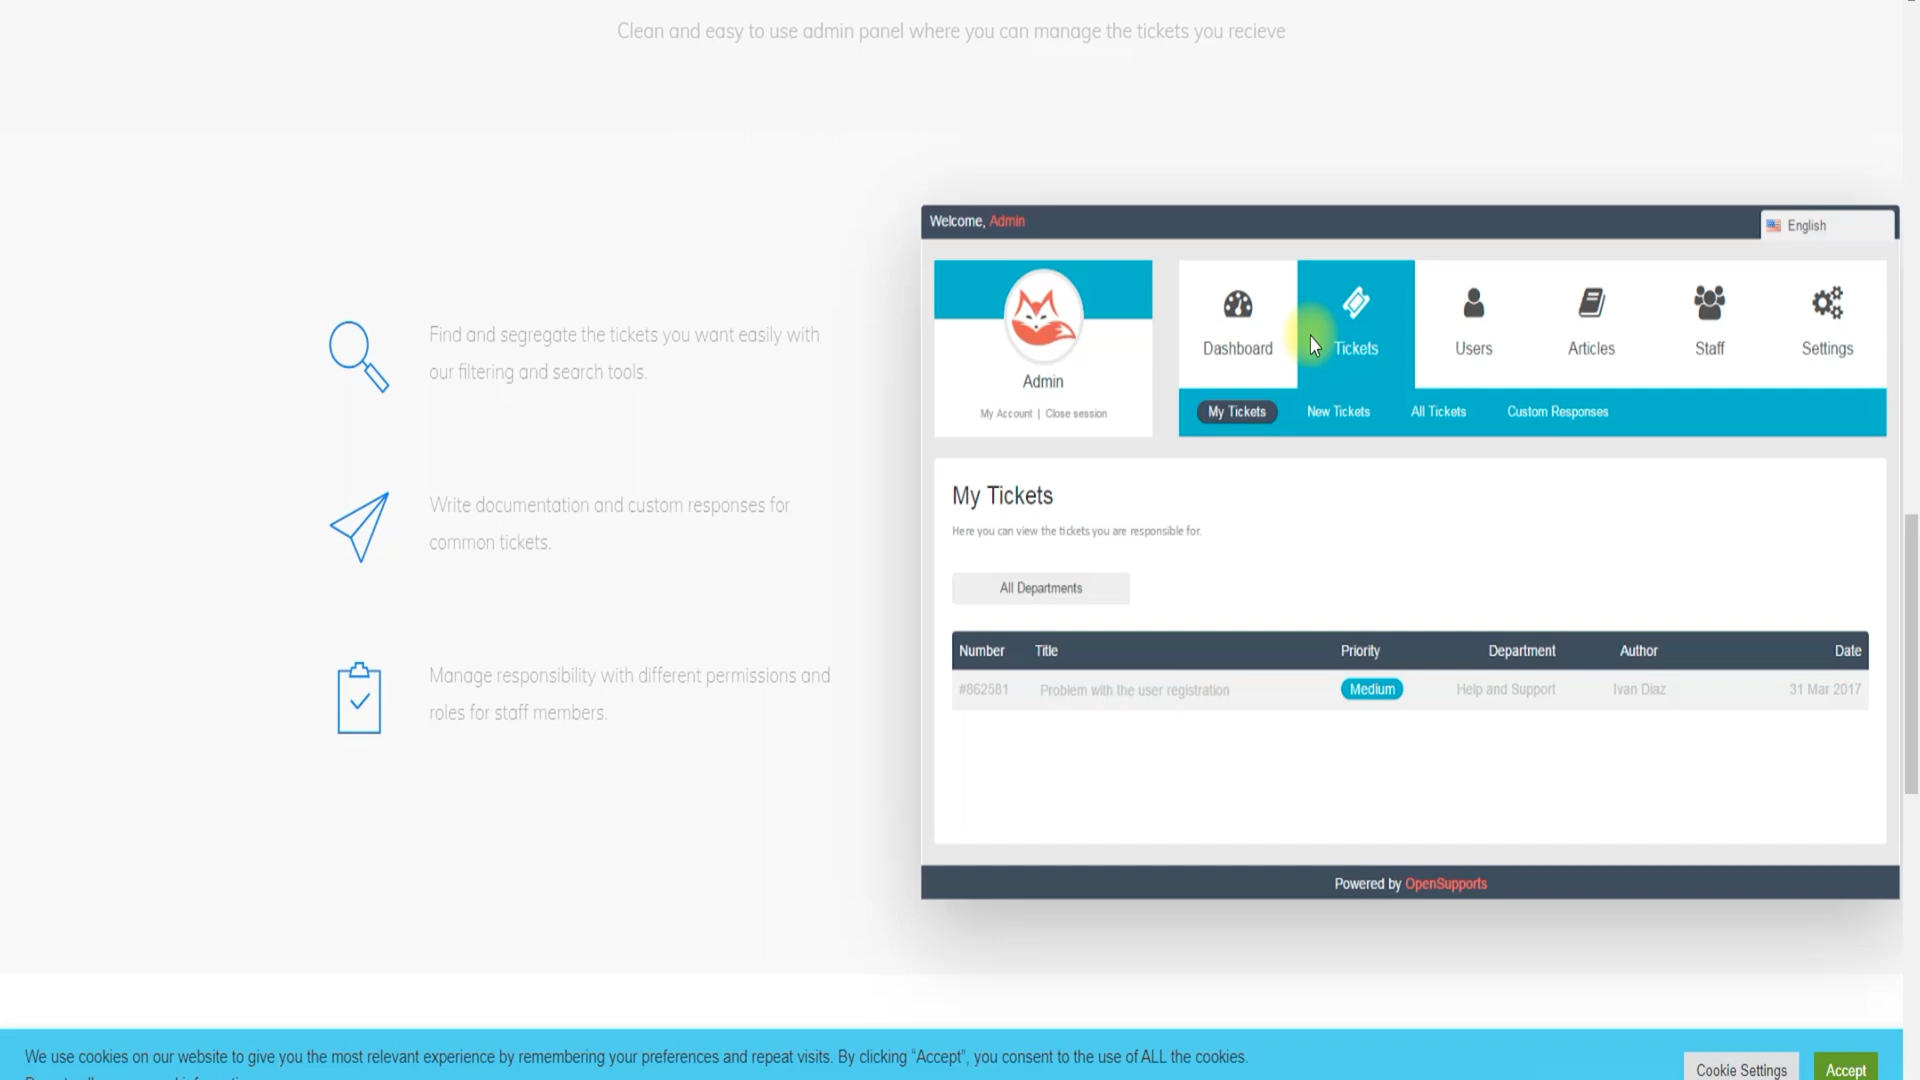 Clean and easy to use admin panel where you can manage the tickets you recieve
Find and segregate the tickets you want easily with
our filtering and search tools.
Write documentation and custom responses for
common tickets.
Manage responsibility with different permissions and
roles for staff members.
Welcome, Admin
English
Admin
My Account | Close session
Dashboard Tickets Users Articles Staff Settings
My Tickets New Tickets All Tickets Custom Responses
My Tickets
Here you can view the tickets you are responsible for.
All Departments
Number Title Priority Department Author Date
#862581 Problem with the user registration Medium Help and Support Ivan Diaz 31 Mar 2017
Powered by OpenSupports
We use cookies on our website to give you the most relevant experience by remembering your preferences and repeat visits. By clicking “Accept”, you consent to the use of ALL the cookies.
Cookie Settings Accept